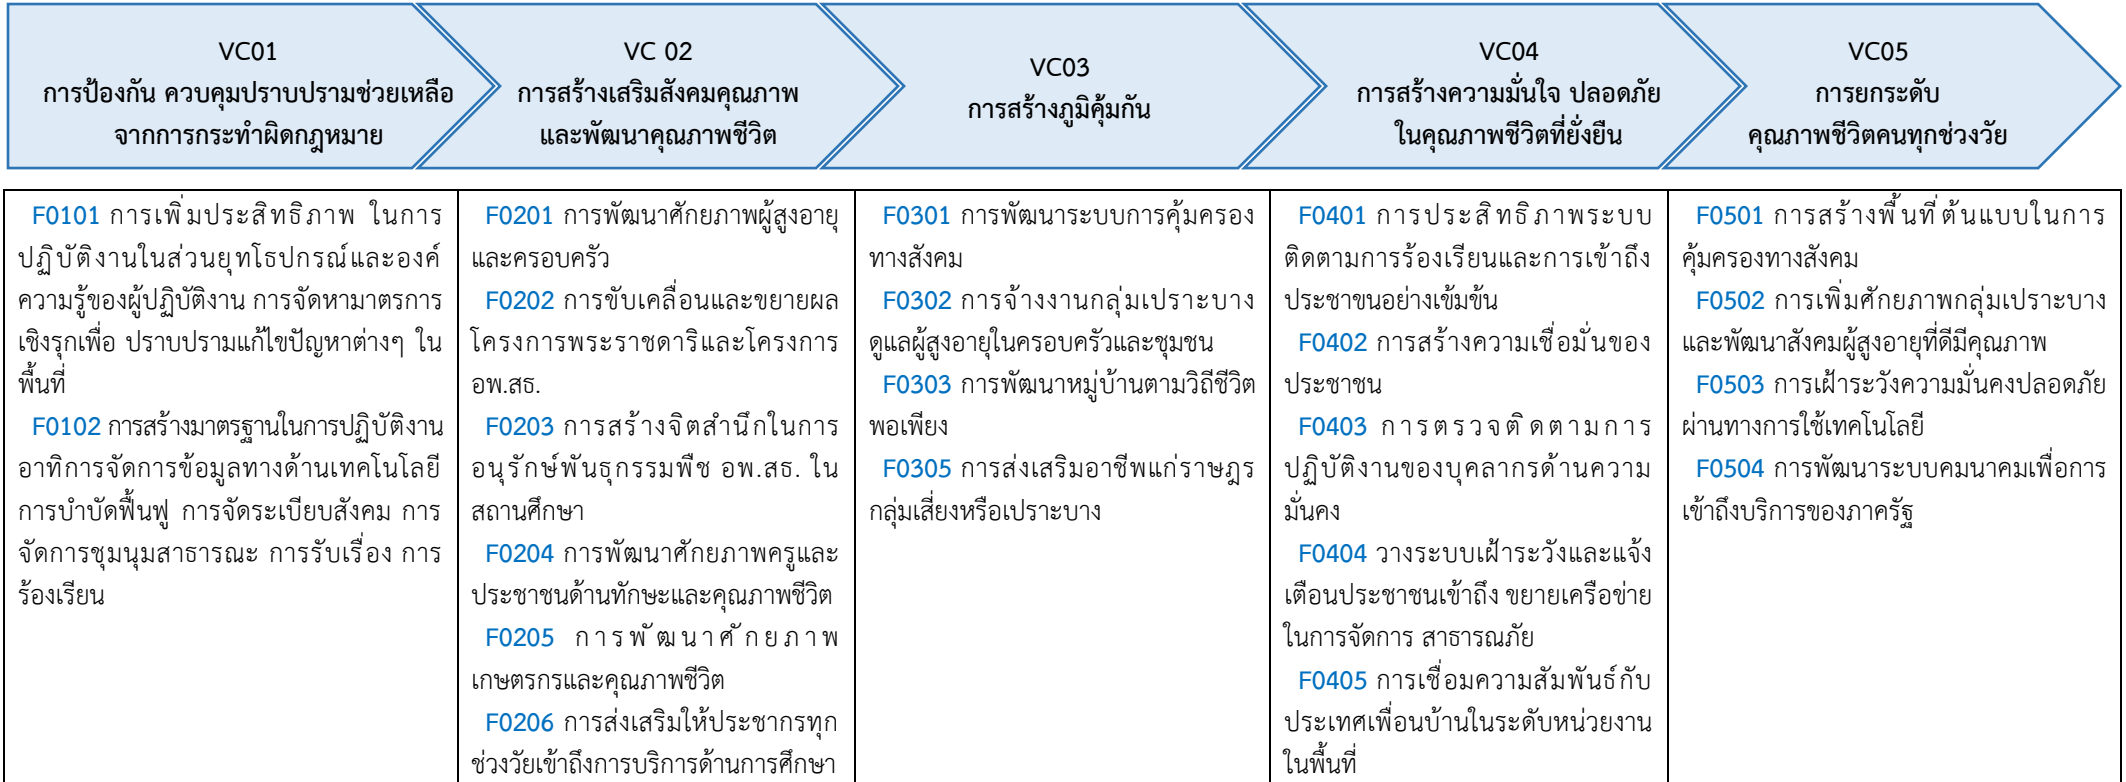 VC01
การป้องกัน ควบคุมปราบปรามช่วยเหลือ
จากการกระทำผิดกฎหมาย
VC 02
การสร้างเสริมสังคมคุณภาพ
และพัฒนาคุณภาพชีวิต
VC03
การสร้างภูมิคุ้มกัน
VC04
การสร้างความมั่นใจ ปลอดภัย
ในคุณภาพชีวิตที่ยั่งยืน
VC05
การยกระดับ
คุณภาพชีวิตคนทุกช่วงวัย
F0101 การเพิ่มประสิทธิภาพ ในการ
ปฏิบัติงานในส่วนยุทโธปกรณ์และองค์
ความรู้ของผู้ปฏิบัติงาน การจัดหามาตรการ
เชิงรุกเพื่อ ปราบปรามแก้ไขปัญหาต่างๆ ใน
พื้นที่
F0102 การสร้างมาตรฐานในการปฏิบัติงาน
อาทิการจัดการข้อมูลทางด้านเทคโนโลยี
การบำบัดฟื้นฟู การจัดระเบียบสังคม การ
จัดการชุมนุมสาธารณะ การรับเรื่อง การ
ร้องเรียน
F0201 การพัฒนาศักยภาพผู้สูงอายุ
และครอบครัว
F0202 การขับเคลื่อนและขยายผล
โครงการพระราชดาริและโครงการ
อพ.สธ.
F0203 การสร้างจิตสำนึกในการ
อนุรักษ์พันธุกรรมพืช อพ.สธ. ใน
สถานศึกษา
F0204 การพัฒนาศักยภาพครูและ
ประชาชนด้านทักษะและคุณภาพชีวิต
F0205 การพัฒนาศักยภาพ
เกษตรกรและคุณภาพชีวิต
F0206 การส่งเสริมให้ประชากรทุก
ช่วงวัยเข้าถึงการบริการด้านการศึกษา
F0301 การพัฒนาระบบการคุ้มครอง
ทางสังคม
F0302 การจ้างงานกลุ่มเปราะบาง
ดูแลผู้สูงอายุในครอบครัวและชุมชน
F0303 การพัฒนาหมู่บ้านตามวิถีชีวิต
พอเพียง
F0305 การส่งเสริมอาชีพแก่ราษฎร
กลุ่มเสี่ยงหรือเปราะบาง
F0401 การประสิทธิภาพระบบ
ติดตามการร้องเรียนและการเข้าถึง
ประชาขนอย่างเข้มข้น
F0402 การสร้างความเชื่อมั่นของ
ประชาชน
F0403 การตรวจติดตามการ
ปฏิบัติงานของบุคลากรด้านความ
มั่นคง
F0404 วางระบบเฝ้าระวังและแจ้ง
เตือนประชาชนเข้าถึง ขยายเครือข่าย
ในการจัดการ สาธารณภัย
F0405 การเชื่อมความสัมพันธ์กับ
ประเทศเพื่อนบ้านในระดับหน่วยงาน
ในพื้นที่
F0501 การสร้างพื้นที่ต้นแบบในการ
คุ้มครองทางสังคม
F0502 การเพิ่มศักยภาพกลุ่มเปราะบาง
และพัฒนาสังคมผู้สูงอายุที่ดีมีคุณภาพ
F0503 การเฝ้าระวังความมั่นคงปลอดภัย
ผ่านทางการใช้เทคโนโลยี
F0504 การพัฒนาระบบคมนาคมเพื่อการ
เข้าถึงบริการของภาครัฐ